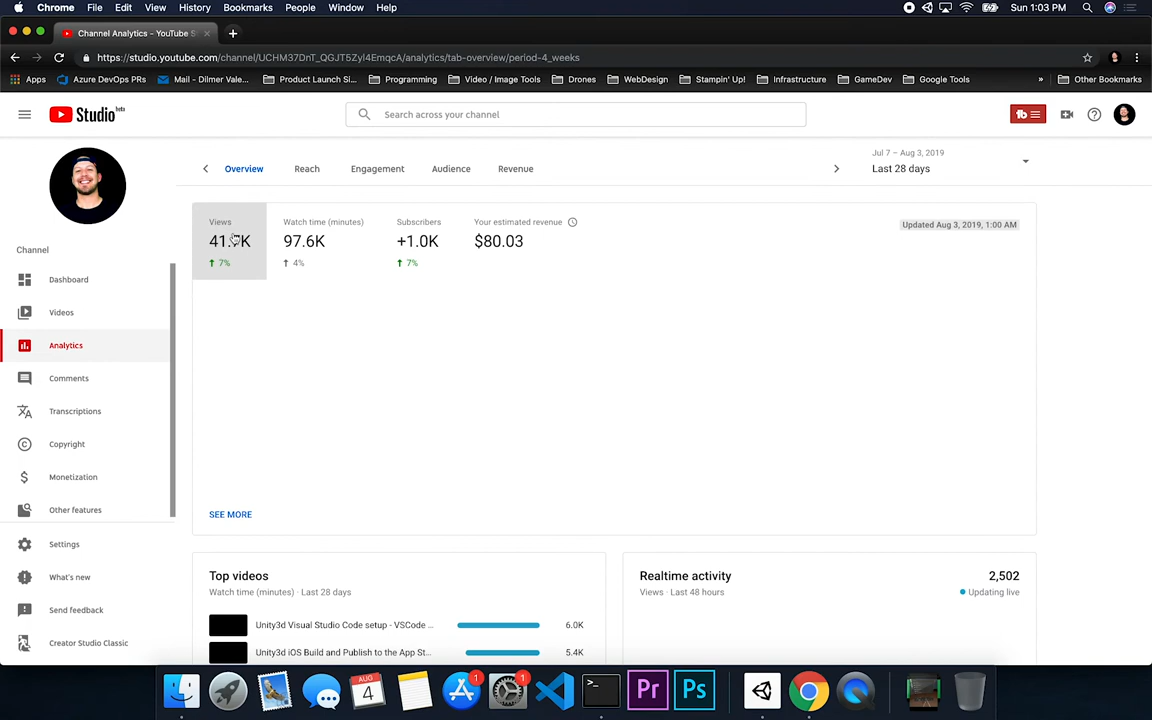 Chrome File Edit View History Bookmarks People Window Help
Sun 1:03 PM
Channel Analytics - YouTube S
https://studio.youtube.com/channel/UCHM37DnT_QGJT5Zyl4EmqcA/analytics/tab-overview/period-4_weeks
Apps Azure DevOps PRs Mail - Dilmer Vale... Product Launch Si... Programming Video / Image Tools Drones WebDesign Stampin' Up! Infrastructure GameDev Google Tools » Other Bookmarks
Studio beta
Search across your channel
Overview Reach Engagement Audience Revenue
Jul 7 – Aug 3, 2019
Last 28 days
Views
41.7K
7%
Watch time (minutes)
97.6K
4%
Subscribers
+1.0K
7%
Your estimated revenue
$80.03
Updated Aug 3, 2019, 1:00 AM
Channel
Dashboard
Videos
Analytics
Comments
Transcriptions
Copyright
Monetization
Other features
Settings
What's new
Send feedback
Creator Studio Classic
SEE MORE
Top videos
Watch time (minutes) · Last 28 days
Unity3d Visual Studio Code setup - VSCode ... 6.0K
Unity3d iOS Build and Publish to the App St... 5.4K
Realtime activity 2,502
Views · Last 48 hours Updating live
AUG
4
1
1
Pr
Ps